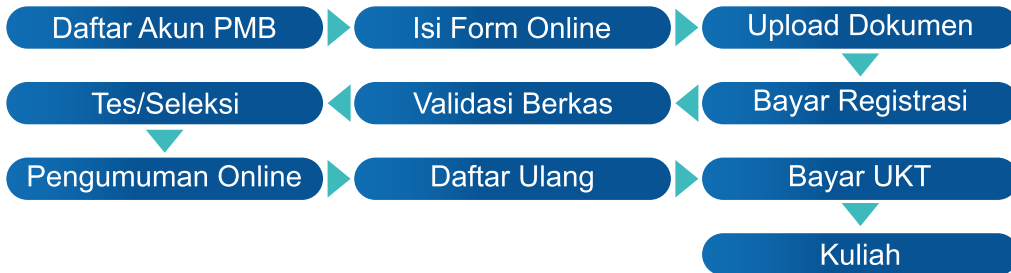 Daftar Akun PMB
Isi Form Online
Upload Dokumen
Tes/Seleksi
Validasi Berkas
Bayar Registrasi
Pengumuman Online
Daftar Ulang
Bayar UKT
Kuliah